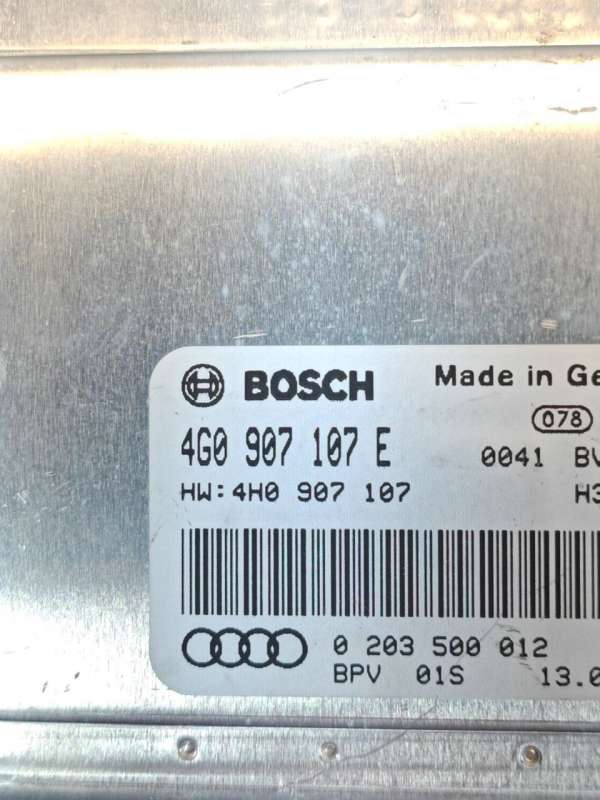 BOSCH Made in Ge
078
4G0 907 107 E 0041 BV
HW:4H0 907 107 H3
0 203 500 012
BPV 01S 13.0